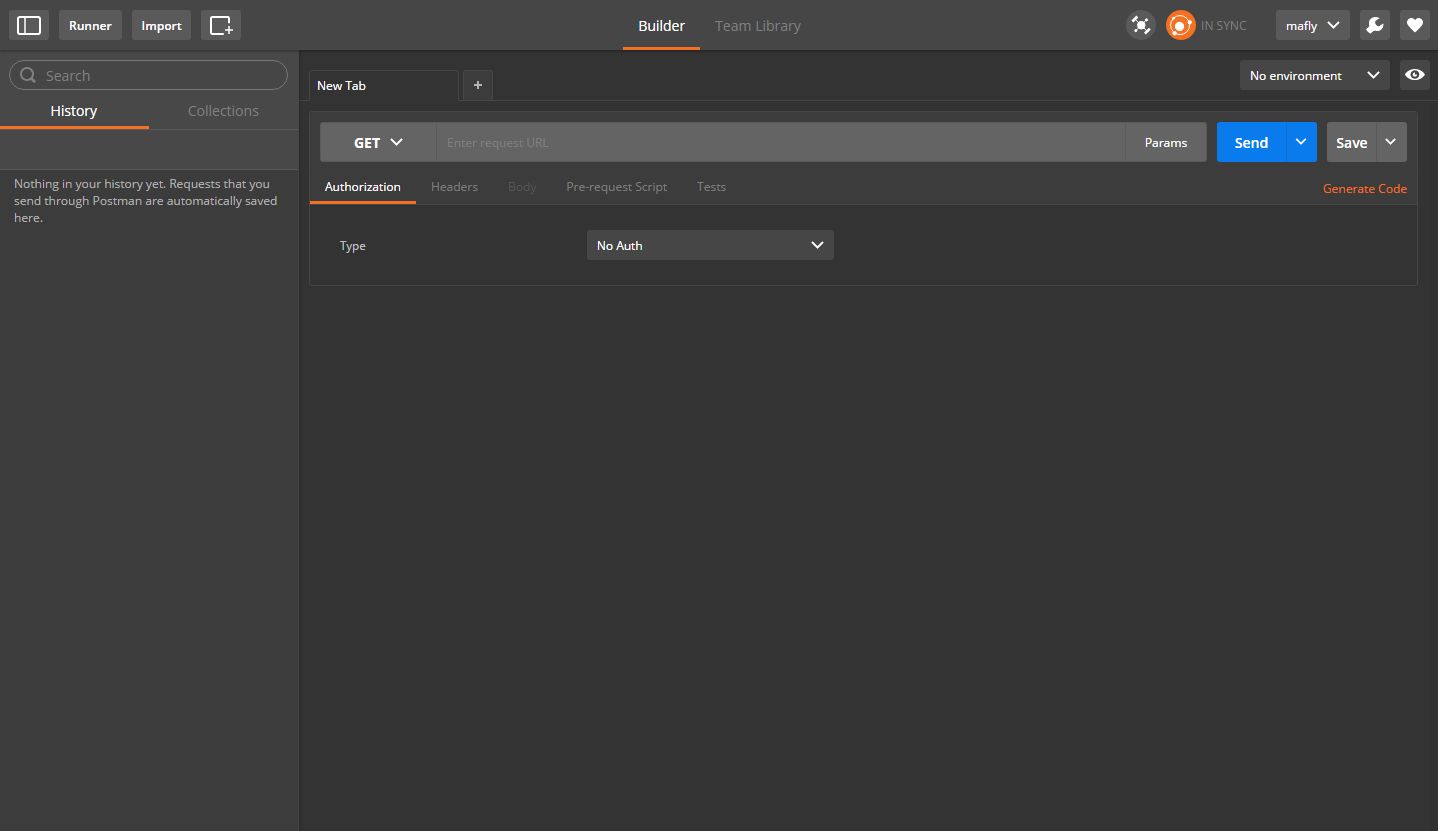 Runner
Import
Builder
Team Library
IN SYNC
mafly
Search
History
Collections
Nothing in your history yet. Requests that you
send through Postman are automatically saved
here.
New Tab
+
No environment
GET
Enter request URL
Params
Send
Save
Authorization
Headers
Body
Pre-request Script
Tests
Generate Code
Type
No Auth